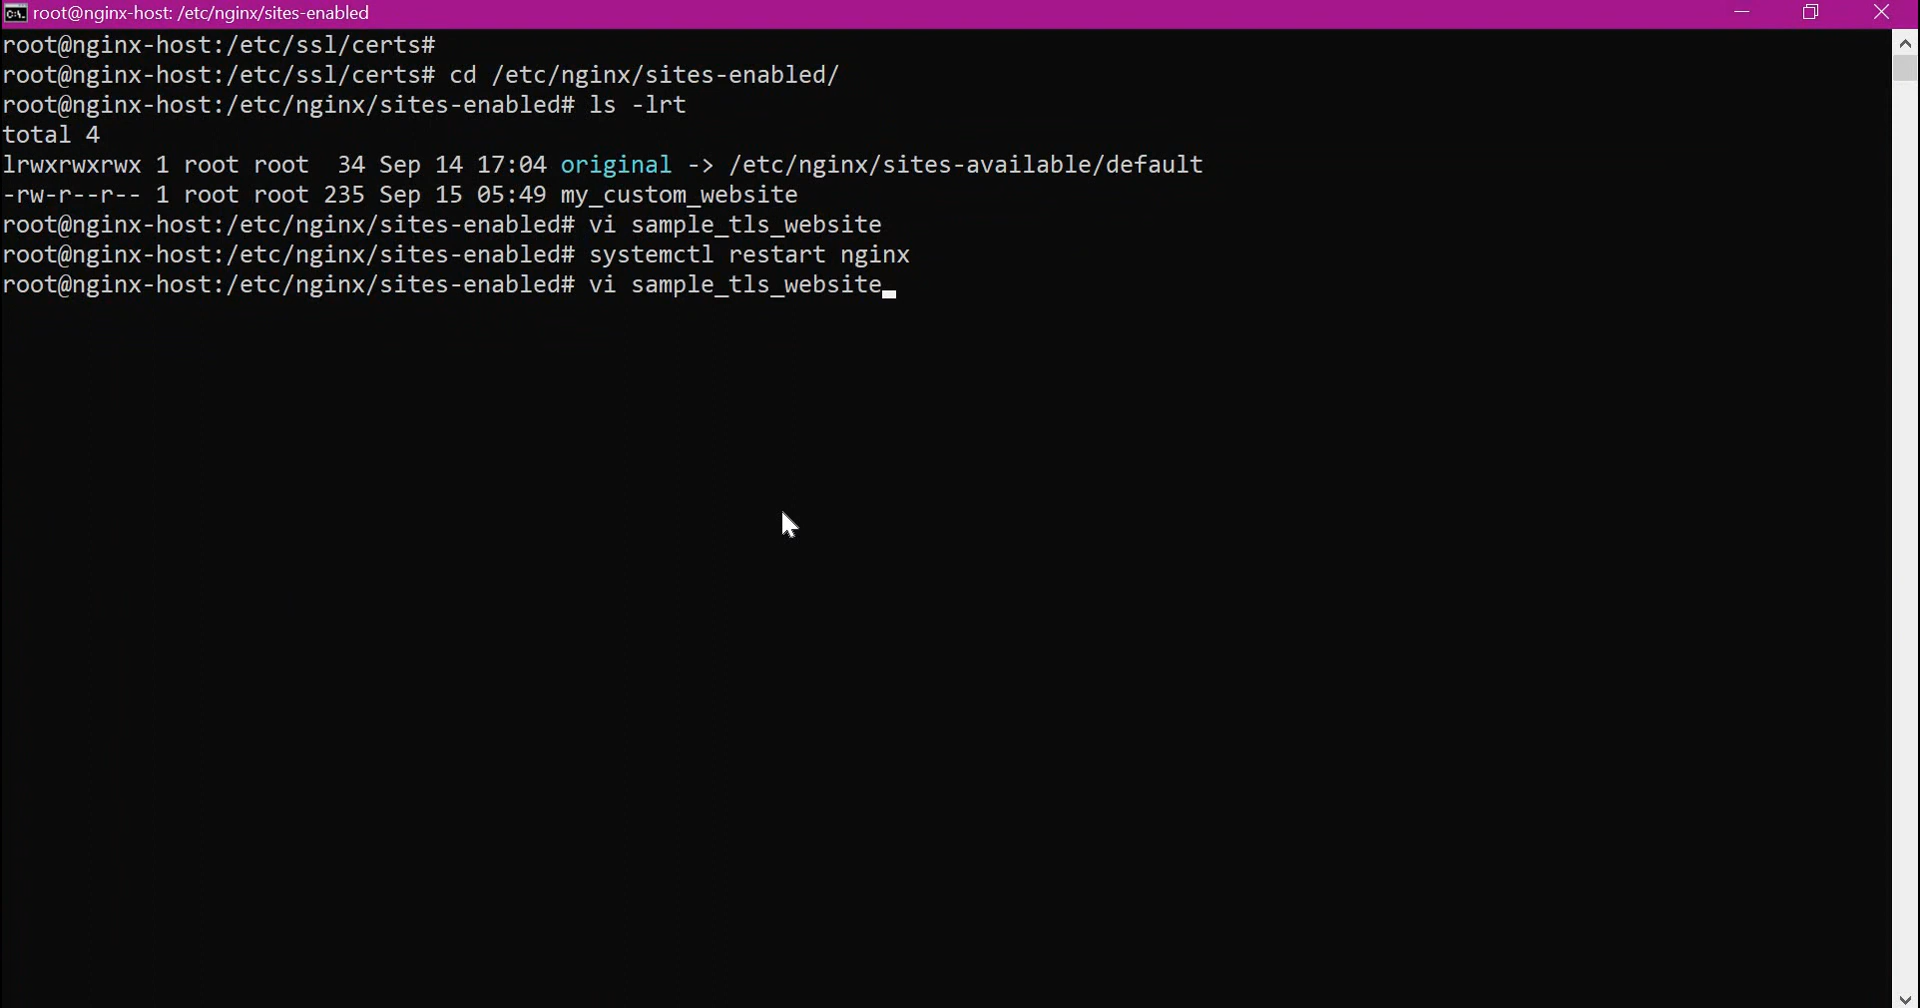 root@nginx-host: /etc/nginx/sites-enabled
root@nginx-host:/etc/ssl/certs#
root@nginx-host:/etc/ssl/certs# cd /etc/nginx/sites-enabled/
root@nginx-host:/etc/nginx/sites-enabled# ls -lrt
total 4
lrwxrwxrwx 1 root root  34 Sep 14 17:04 original -> /etc/nginx/sites-available/default
-rw-r--r-- 1 root root 235 Sep 15 05:49 my_custom_website
root@nginx-host:/etc/nginx/sites-enabled# vi sample_tls_website
root@nginx-host:/etc/nginx/sites-enabled# systemctl restart nginx
root@nginx-host:/etc/nginx/sites-enabled# vi sample_tls_website